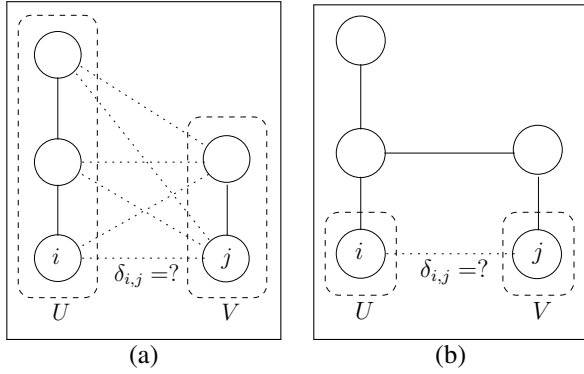 i
j
δ_{i,j} =?
U
V
(a)
i
j
δ_{i,j} =?
U
V
(b)